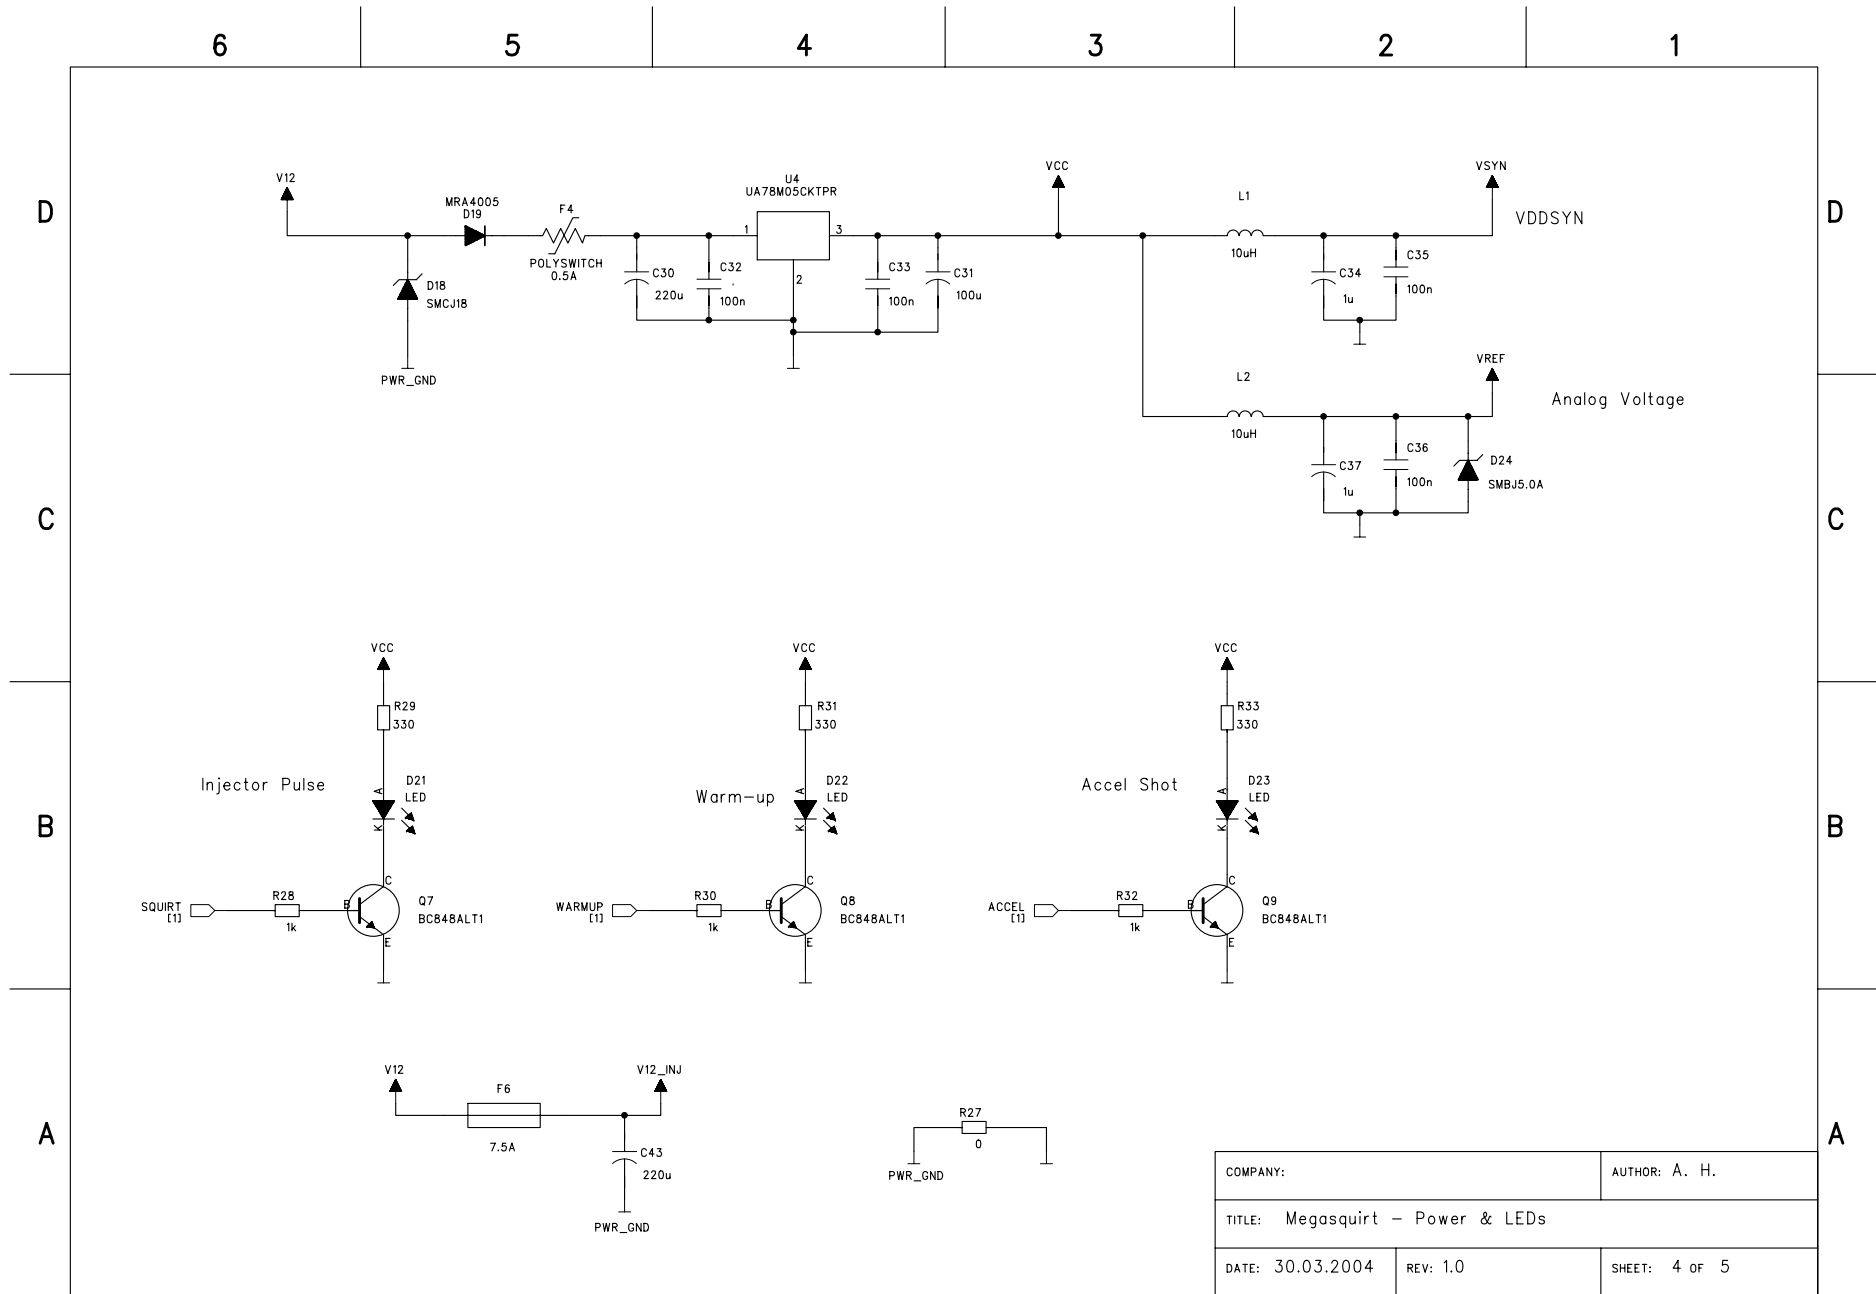 6 5 4 3 2 1
D
D
C
C
B
B
A
A
V12
MRA4005
D19
F4
POLYSWITCH
0.5A
D18
SMCJ18
PWR_GND
C30
220u
C32
100n
U4
UA78M05CKTPR
1
3
2
C33
100n
C31
100u
VCC
L1
10uH
C34
1u
C35
100n
VSYN
VDDSYN
L2
10uH
C37
1u
C36
100n
VREF
D24
SMBJ5.0A
Analog Voltage
VCC
R29
330
Injector Pulse
A
D21
LED
K
C
SQUIRT
[1]
R28
1k
B
Q7
BC848ALT1
E
VCC
R31
330
Warm-up
A
D22
LED
K
C
WARMUP
[1]
R30
1k
B
Q8
BC848ALT1
E
VCC
R33
330
Accel Shot
A
D23
LED
K
C
ACCEL
[1]
R32
1k
B
Q9
BC848ALT1
E
V12
F6
7.5A
V12_INJ
C43
220u
PWR_GND
R27
0
PWR_GND
COMPANY:
AUTHOR: A. H.
TITLE: Megasquirt - Power & LEDs
DATE: 30.03.2004
REV: 1.0
SHEET: 4 OF 5